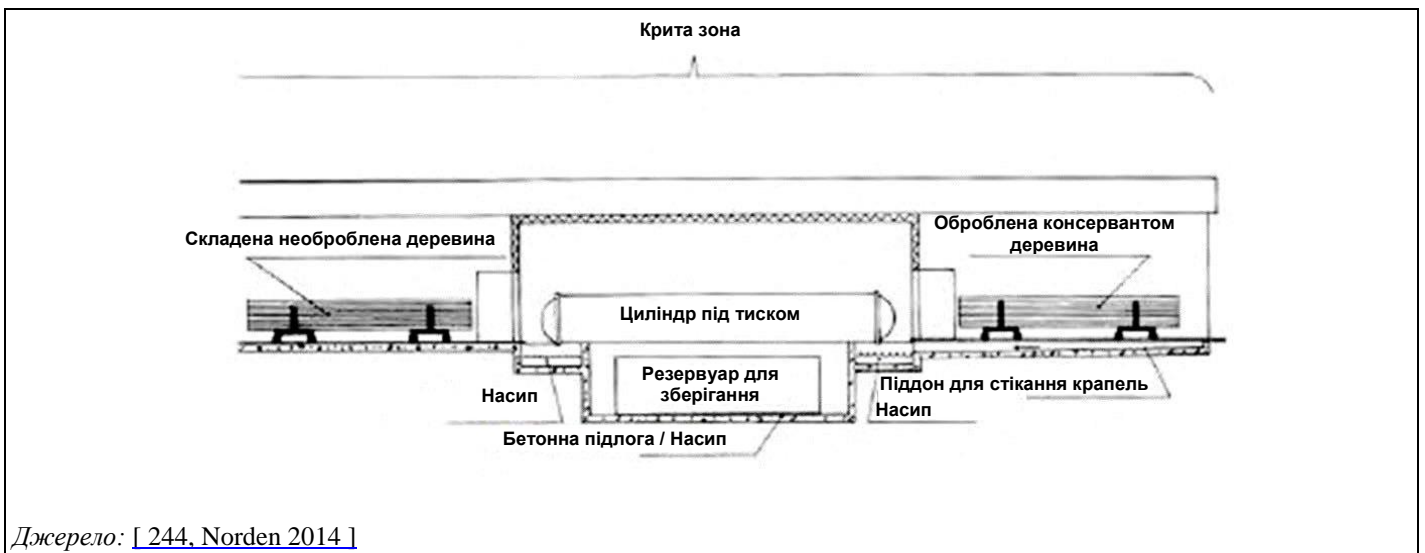 Крита зона
Складена необроблена деревина
Оброблена консервантом
деревина
Циліндр під тиском
Резервуар для
зберігання
Насип
Піддон для стікання крапель
Насип
Бетонна підлога / Насип
Джерело: [ 244, Norden 2014 ]